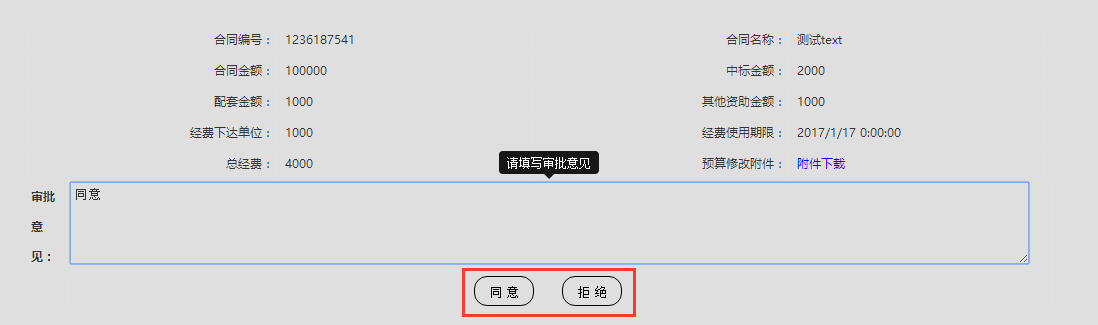 合同编号： 1236187541 合同名称： 测试text
合同金额： 100000 中标金额： 2000
配套金额： 1000 其他资助金额： 1000
经费下达单位： 1000 经费使用期限： 2017/1/17 0:00:00
总经费： 4000 预算修改附件： 附件下载
请填写审批意见
审批
意
见：
同意
同 意 拒 绝